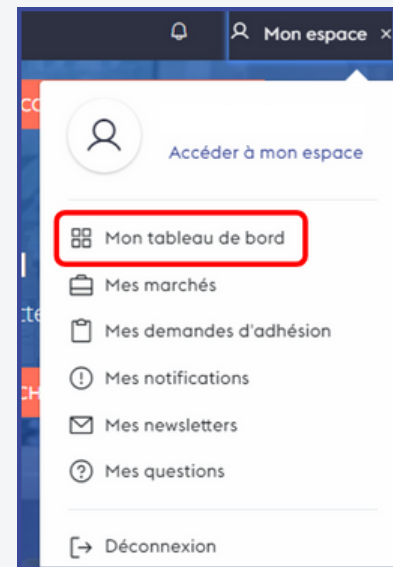 Mon espace ×
Accéder à mon espace
Mon tableau de bord
Mes marchés
Mes demandes d'adhésion
Mes notifications
Mes newsletters
Mes questions
Déconnexion